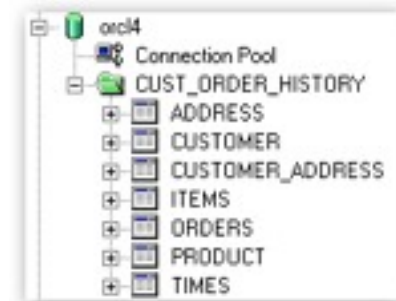 orcl4
Connection Pool
CUST_ORDER_HISTORY
ADDRESS
CUSTOMER
CUSTOMER_ADDRESS
ITEMS
ORDERS
PRODUCT
TIMES